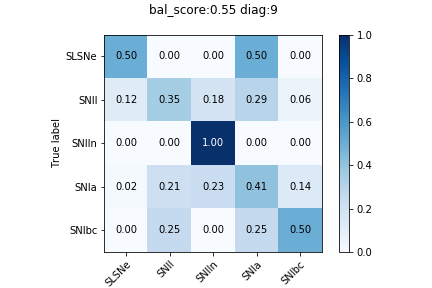 bal_score:0.55 diag:9
SLSNe 0.50 0.00 0.00 0.50 0.00
SNII 0.12 0.35 0.18 0.29 0.06
SNIIn 0.00 0.00 1.00 0.00 0.00
SNIa 0.02 0.21 0.23 0.41 0.14
SNIbc 0.00 0.25 0.00 0.25 0.50
True label
SLSNe SNII SNIIn SNIa SNIbc
1.0
0.8
0.6
0.4
0.2
0.0